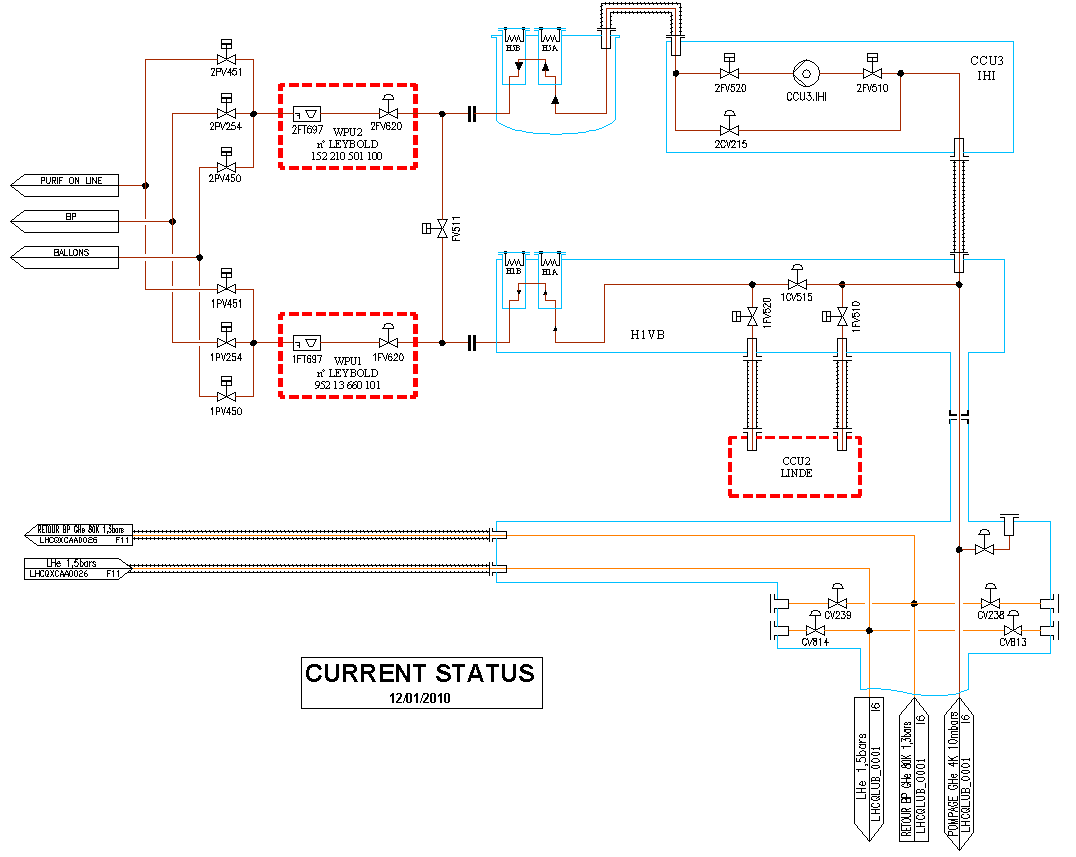 H3B
H3A
CCU3
IHI
2PV451
2FV520
CCU3.IHI
2FV510
2PV254
2FT697
2FV620
WPU2
n° LEYBOLD
152 210 501 100
2CV215
2PV450
PURIF ON LINE
BP
FV511
BALLONS
H1B
H1A
1PV451
1CV515
1FV520
1FV510
1PV254
1FT697
1FV620
H1VB
WPU1
n° LEYBOLD
952 13 660 101
1PV450
CCU2
LINDE
RETOUR BP GHe 80K 1,3bars
LHCQXCAA0026 F11
LHe 1,5bars
LHCQXCAA0026 F11
CV239
CV238
CV814
CV813
CURRENT STATUS
12/01/2010
LHe 1,5bars
LHCQLUB_0001 I6
RETOUR BP GHe 80K 1,3bars
LHCQLUB_0001 I6
POMPAGE GHe 4K 10mbars
LHCQLUB_0001 I6